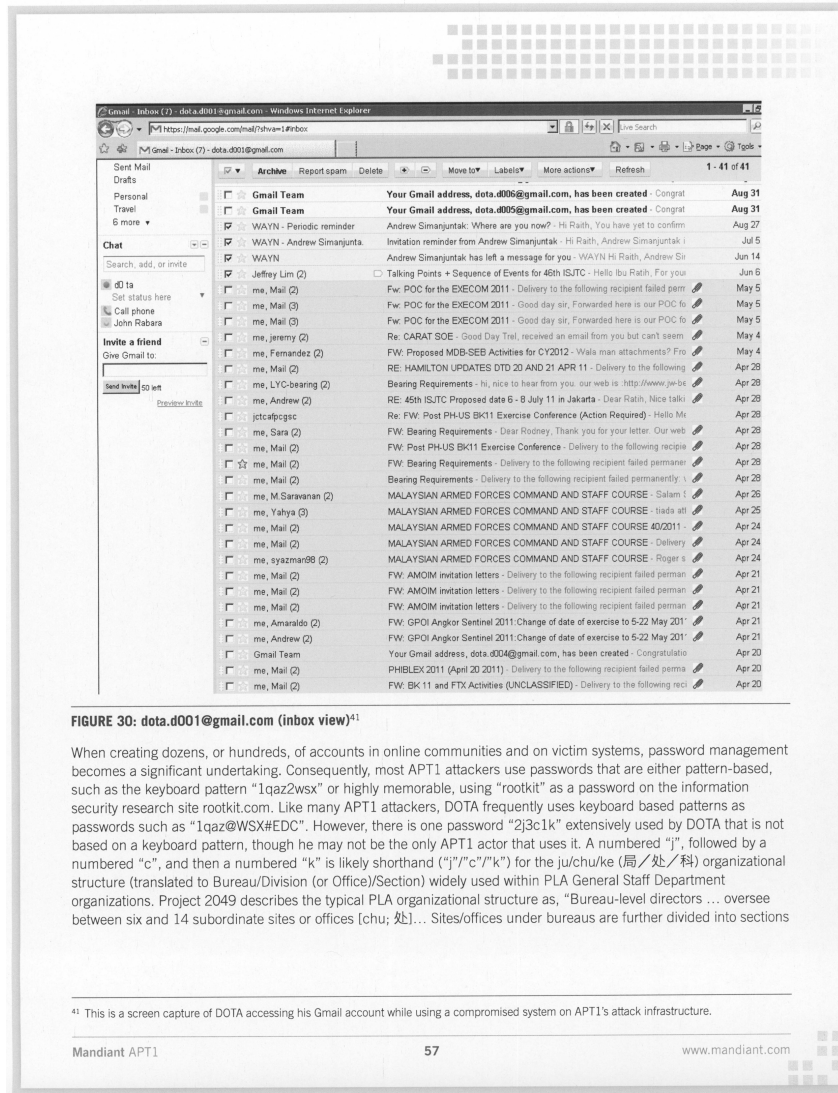 Gmail - Inbox (7) - dota.d001@gmail.com - Windows Internet Explorer
https://mail.google.com/mail/?shva=1#inbox
Live Search
Gmail - Inbox (7) - dota.d001@gmail.com
Page
Tools
Sent Mail
Drafts
Personal
Travel
6 more ▾
Chat
Search, add, or invite
d0 ta
Set status here
Call phone
John Rabara
Invite a friend
Give Gmail to:
Send Invite 50 left
Preview Invite
Archive Report spam Delete Move to▾ Labels▾ More actions▾ Refresh 1 - 41 of 41
Gmail Team Your Gmail address, dota.d006@gmail.com, has been created - Congrat Aug 31
Gmail Team Your Gmail address, dota.d005@gmail.com, has been created - Congrat Aug 31
WAYN - Periodic reminder Andrew Simanjuntak: Where are you now? - Hi Raith, You have yet to confirm Aug 27
WAYN - Andrew Simanjunta. Invitation reminder from Andrew Simanjuntak - Hi Raith, Andrew Simanjuntak i Jul 5
WAYN Andrew Simanjuntak has left a message for you - WAYN Hi Raith, Andrew Sir Jun 14
Jeffrey Lim (2) Talking Points + Sequence of Events for 46th ISJTC - Hello Ibu Ratih, For your Jun 6
me, Mail (2) Fw: POC for the EXECOM 2011 - Delivery to the following recipient failed perm May 5
me, Mail (3) Fw: POC for the EXECOM 2011 - Good day sir, Forwarded here is our POC fo May 5
me, Mail (3) Fw: POC for the EXECOM 2011 - Good day sir, Forwarded here is our POC fo May 5
me, jeremy (2) Re: CARAT SOE - Good Day Trel, received an email from you but can't seem May 4
me, Fernandez (2) FW: Proposed MDB-SEB Activities for CY2012 - Wala man attachments? Fro May 4
me, Mail (2) RE: HAMILTON UPDATES DTD 20 AND 21 APR 11 - Delivery to the following Apr 28
me, LYC-bearing (2) Bearing Requirements - hi, nice to hear from you. our web is :http://www.jw-be Apr 28
me, Andrew (2) RE: 45th ISJTC Proposed date 6 - 8 July 11 in Jakarta - Dear Ratih, Nice talki Apr 28
jctcafpcgsc Re: FW: Post PH-US BK11 Exercise Conference (Action Required) - Hello Me Apr 28
me, Sara (2) FW: Bearing Requirements - Dear Rodney, Thank you for your letter. Our web Apr 28
me, Mail (2) FW: Post PH-US BK11 Exercise Conference - Delivery to the following recipie Apr 28
me, Mail (2) FW: Bearing Requirements - Delivery to the following recipient failed permaner Apr 28
me, Mail (2) Bearing Requirements - Delivery to the following recipient failed permanently: Apr 28
me, M.Saravanan (2) MALAYSIAN ARMED FORCES COMMAND AND STAFF COURSE - Salam Apr 26
me, Yahya (3) MALAYSIAN ARMED FORCES COMMAND AND STAFF COURSE - tiada att Apr 25
me, Mail (2) MALAYSIAN ARMED FORCES COMMAND AND STAFF COURSE 40/2011 - Apr 24
me, Mail (2) MALAYSIAN ARMED FORCES COMMAND AND STAFF COURSE - Delivery Apr 24
me, syazman98 (2) MALAYSIAN ARMED FORCES COMMAND AND STAFF COURSE - Roger s Apr 24
me, Mail (2) FW: AMOIM invitation letters - Delivery to the following recipient failed perman Apr 21
me, Mail (2) FW: AMOIM invitation letters - Delivery to the following recipient failed perman Apr 21
me, Mail (2) FW: AMOIM invitation letters - Delivery to the following recipient failed perman Apr 21
me, Amaraldo (2) FW: GPOI Angkor Sentinel 2011:Change of date of exercise to 5-22 May 201 Apr 21
me, Andrew (2) FW: GPOI Angkor Sentinel 2011:Change of date of exercise to 5-22 May 201 Apr 21
Gmail Team Your Gmail address, dota.d004@gmail.com, has been created - Congratulatio Apr 20
me, Mail (2) PHIBLEX 2011 (April 20 2011) - Delivery to the following recipient failed perma Apr 20
me, Mail (2) FW: BK 11 and FTX Activities (UNCLASSIFIED) - Delivery to the following reci Apr 20
FIGURE 30: dota.d001@gmail.com (inbox view)41
When creating dozens, or hundreds, of accounts in online communities and on victim systems, password management
becomes a significant undertaking. Consequently, most APT1 attackers use passwords that are either pattern-based,
such as the keyboard pattern "1qaz2wsx" or highly memorable, using "rootkit" as a password on the information
security research site rootkit.com. Like many APT1 attackers, DOTA frequently uses keyboard based patterns as
passwords such as "1qaz@WSX#EDC". However, there is one password "2j3c1k" extensively used by DOTA that is not
based on a keyboard pattern, though he may not be the only APT1 actor that uses it. A numbered "j", followed by a
numbered "c", and then a numbered "k" is likely shorthand ("j"/"c"/"k") for the ju/chu/ke (局／处／科) organizational
structure (translated to Bureau/Division (or Office)/Section) widely used within PLA General Staff Department
organizations. Project 2049 describes the typical PLA organizational structure as, "Bureau-level directors ... oversee
between six and 14 subordinate sites or offices [chu; 处]... Sites/offices under bureaus are further divided into sections
41 This is a screen capture of DOTA accessing his Gmail account while using a compromised system on APT1's attack infrastructure.
Mandiant APT1 57 www.mandiant.com